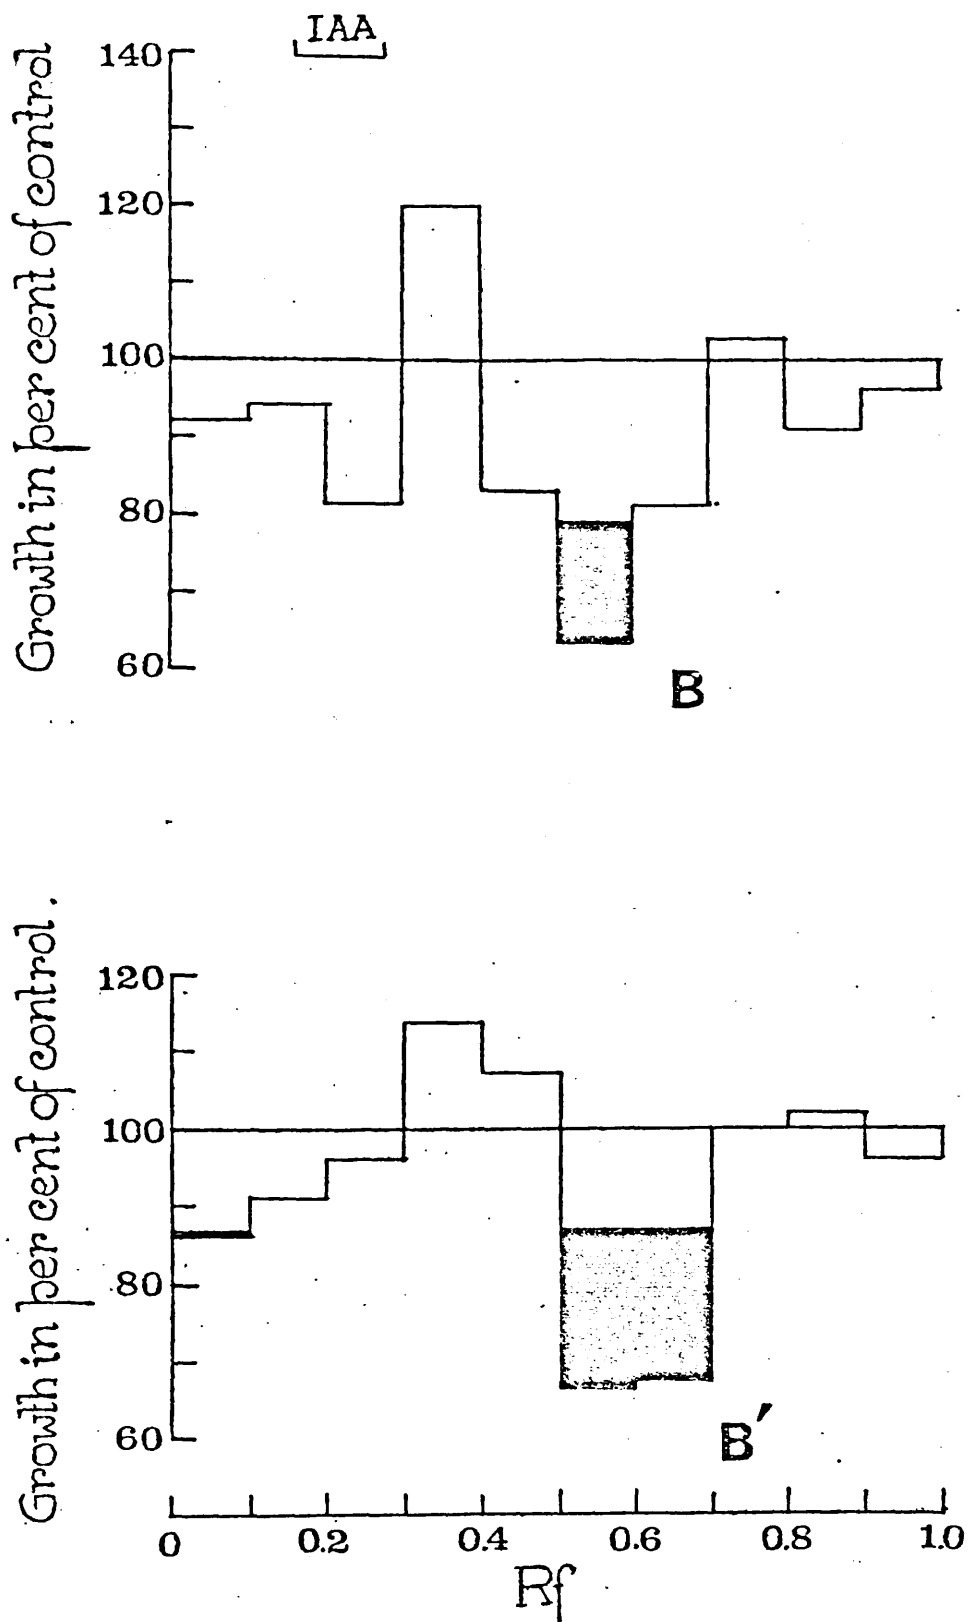 IAA
Growth in per cent of control
140
120
100
80
60
B
Growth in per cent of control.
120
100
80
60
B′
0 0.2 0.4 0.6 0.8 1.0
Rf